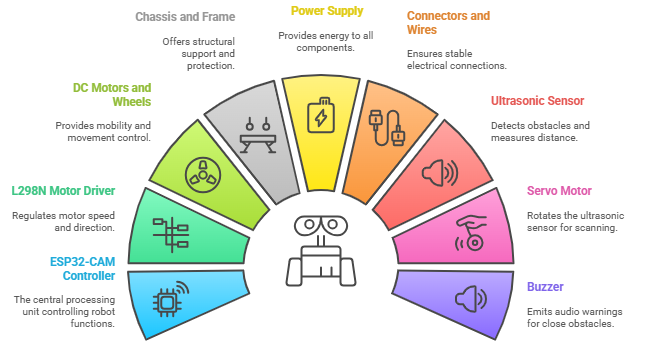 Power Supply
Provides energy to all
components.
Chassis and Frame
Offers structural
support and
protection.
Connectors and
Wires
Ensures stable
electrical connections.
DC Motors and
Wheels
Provides mobility and
movement control.
Ultrasonic Sensor
Detects obstacles and
measures distance.
L298N Motor Driver
Regulates motor speed
and direction.
Servo Motor
Rotates the ultrasonic
sensor for scanning.
ESP32-CAM
Controller
The central processing
unit controlling robot
functions.
Buzzer
Emits audio warnings
for close obstacles.